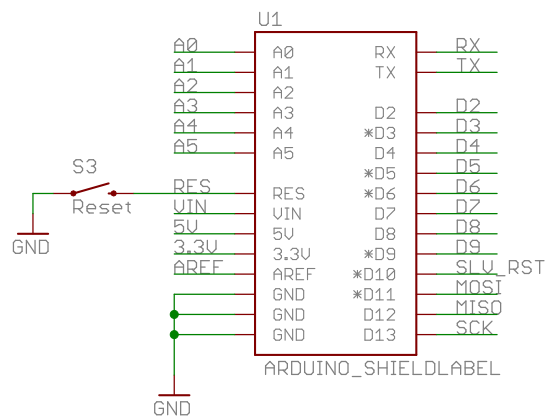 U1
A0 A0 RX RX
A1 A1 TX TX
A2 A2
A3 A3 D2 D2
A4 A4 *D3 D3
A5 A5 D4 D4
*D5 D5
S3
RES RES *D6 D6
Reset
VIN VIN D7 D7
5V 5V D8 D8
GND
3.3V 3.3V *D9 D9
AREF AREF *D10 SLV_RST
GND *D11 MOSI
GND D12 MISO
GND D13 SCK
ARDUINO_SHIELDLABEL
GND